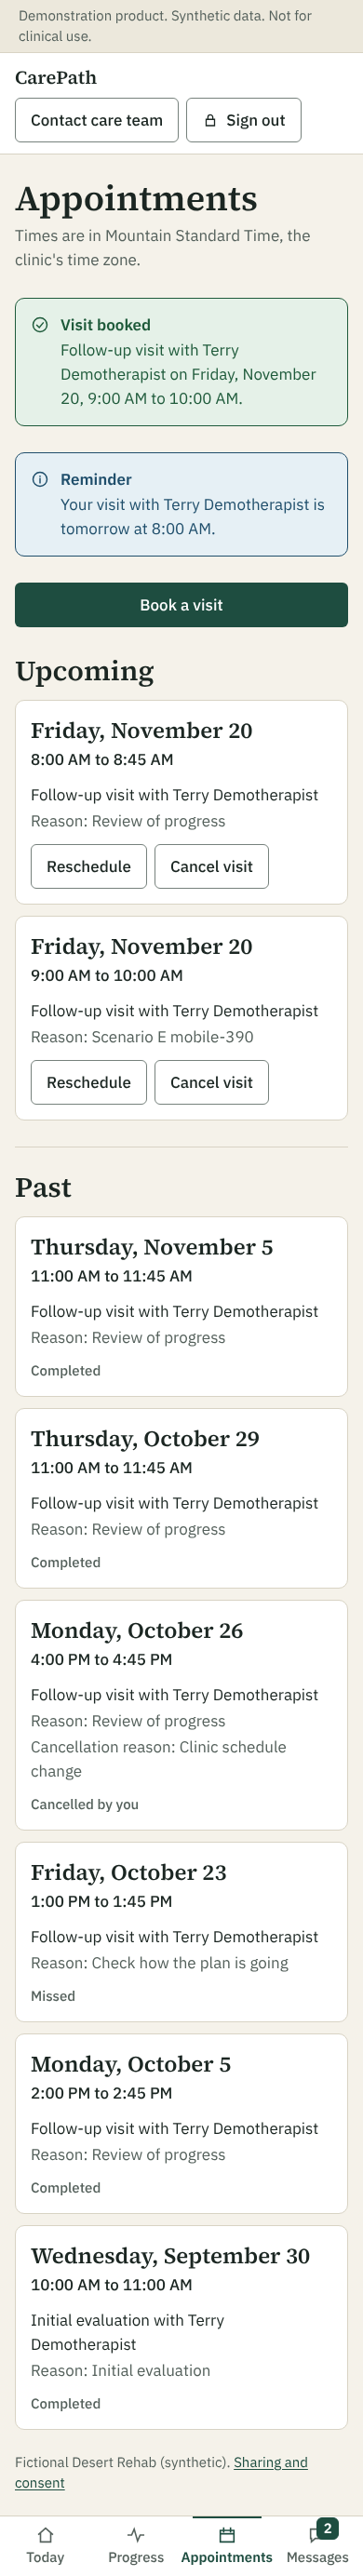 Demonstration product. Synthetic data. Not for
clinical use.
CarePath
Contact care team
Sign out
Appointments
Times are in Mountain Standard Time, the
clinic's time zone.
Visit booked
Follow-up visit with Terry
Demotherapist on Friday, November
20, 9:00 AM to 10:00 AM.
Reminder
Your visit with Terry Demotherapist is
tomorrow at 8:00 AM.
Book a visit
Upcoming
Friday, November 20
8:00 AM to 8:45 AM
Follow-up visit with Terry Demotherapist
Reason: Review of progress
Reschedule
Cancel visit
Friday, November 20
9:00 AM to 10:00 AM
Follow-up visit with Terry Demotherapist
Reason: Scenario E mobile-390
Reschedule
Cancel visit
Past
Thursday, November 5
11:00 AM to 11:45 AM
Follow-up visit with Terry Demotherapist
Reason: Review of progress
Completed
Thursday, October 29
11:00 AM to 11:45 AM
Follow-up visit with Terry Demotherapist
Reason: Review of progress
Completed
Monday, October 26
4:00 PM to 4:45 PM
Follow-up visit with Terry Demotherapist
Reason: Review of progress
Cancellation reason: Clinic schedule
change
Cancelled by you
Friday, October 23
1:00 PM to 1:45 PM
Follow-up visit with Terry Demotherapist
Reason: Check how the plan is going
Missed
Monday, October 5
2:00 PM to 2:45 PM
Follow-up visit with Terry Demotherapist
Reason: Review of progress
Completed
Wednesday, September 30
10:00 AM to 11:00 AM
Initial evaluation with Terry
Demotherapist
Reason: Initial evaluation
Completed
Fictional Desert Rehab (synthetic). Sharing and
consent
2
Today
Progress
Appointments
Messages